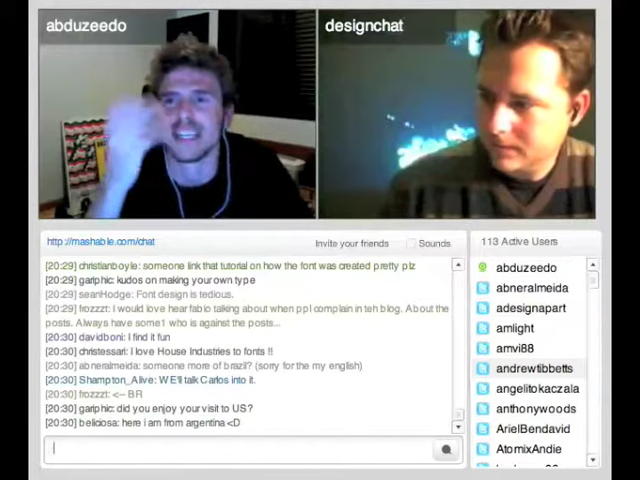 abduzeedo
designchat
http://mashable.com/chat
Invite your friends
Sounds
113 Active Users
[20:29] christianboyle: someone link that tutorial on how the font was created pretty plz
[20:29] gariphic: kudos on making your own type
[20:29] seanHodge: Font design is tedious.
[20:29] frozzzt: I would love hear fabio talking about when ppl complain in teh blog. About the
posts. Always have some1 who is against the posts...
[20:30] davidboni: I find it fun
[20:30] christessari: I love House Industries to fonts !!
[20:30] abneralmeida: someone more of brazil? (sorry for the my english)
[20:30] Shampton_Alive: WE'll talk Carlos into it.
[20:30] frozzzt: <-- BR
[20:30] gariphic: did you enjoy your visit to US?
[20:30] beliciosa: here i am from argentina <D
abduzeedo
abneralmeida
adesignapart
amlight
amvi88
andrewtibbetts
angelitokaczala
anthonywoods
ArielBendavid
AtomixAndie